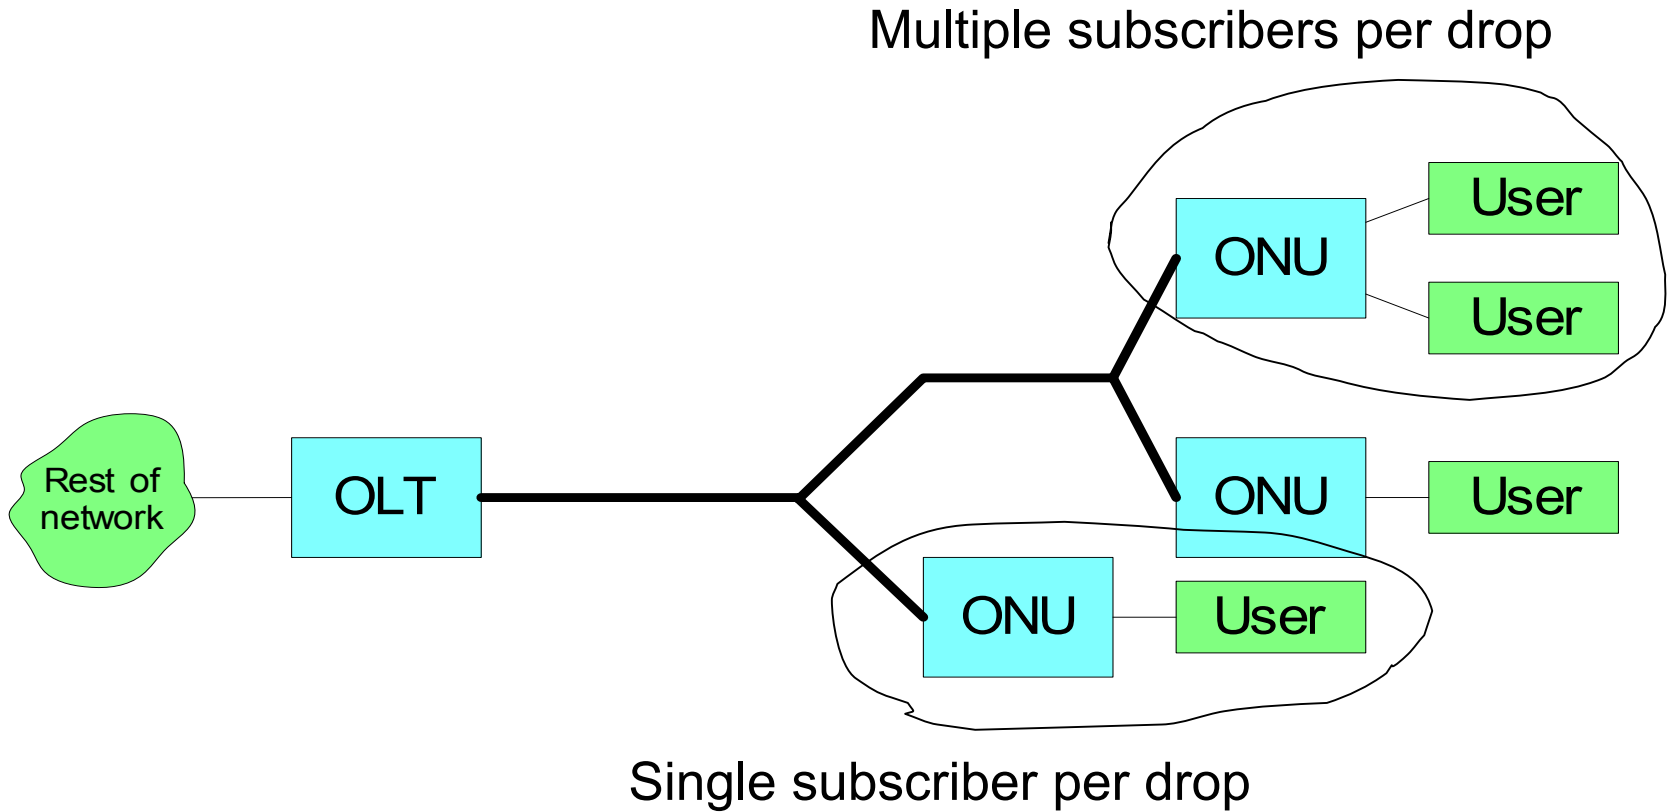 Multiple subscribers per drop
User
ONU
User
Rest of
network
OLT
ONU
User
ONU
User
Single subscriber per drop